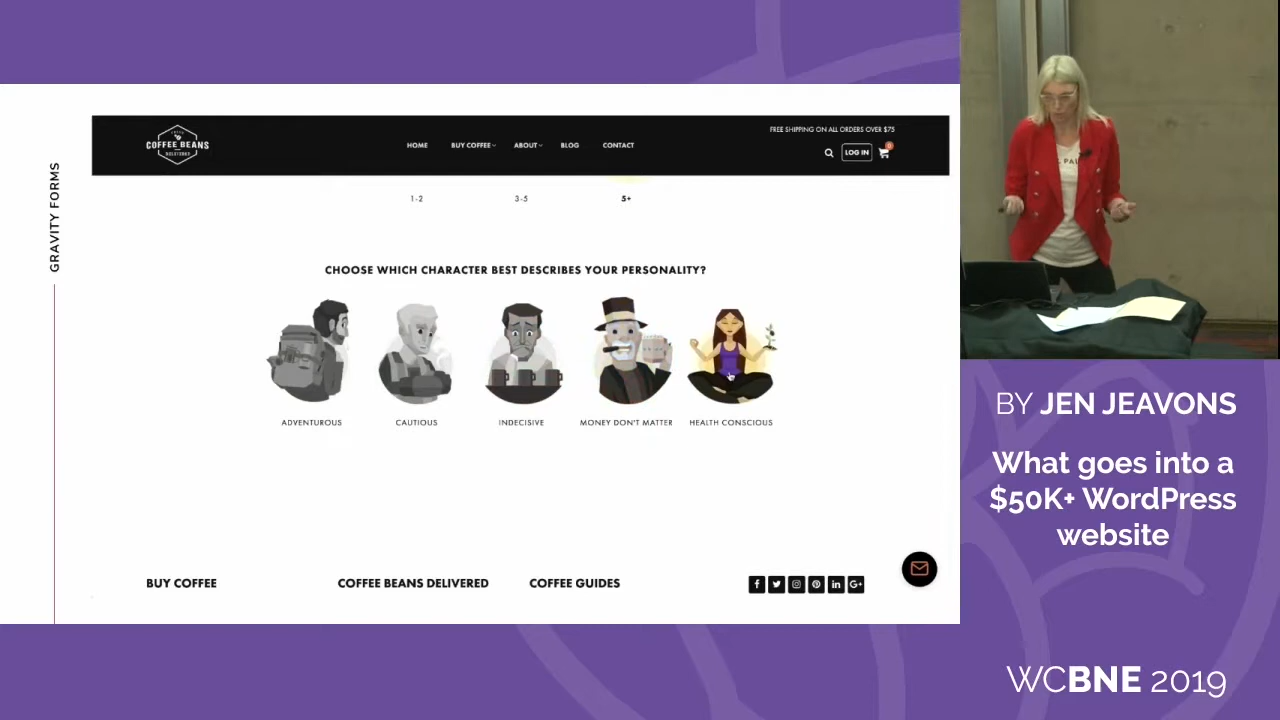 GRAVITY FORMS
COFFEE BEANS
DELIVERED
HOME
BUY COFFEE
ABOUT
BLOG
CONTACT
FREE SHIPPING ON ALL ORDERS OVER $75
LOG IN
0
1-2
3-5
5+
CHOOSE WHICH CHARACTER BEST DESCRIBES YOUR PERSONALITY?
ADVENTUROUS
CAUTIOUS
INDECISIVE
MONEY DON'T MATTER
HEALTH CONSCIOUS
BUY COFFEE
COFFEE BEANS DELIVERED
COFFEE GUIDES
BY JEN JEAVONS
What goes into a
$50K+ WordPress
website
WCBNE 2019